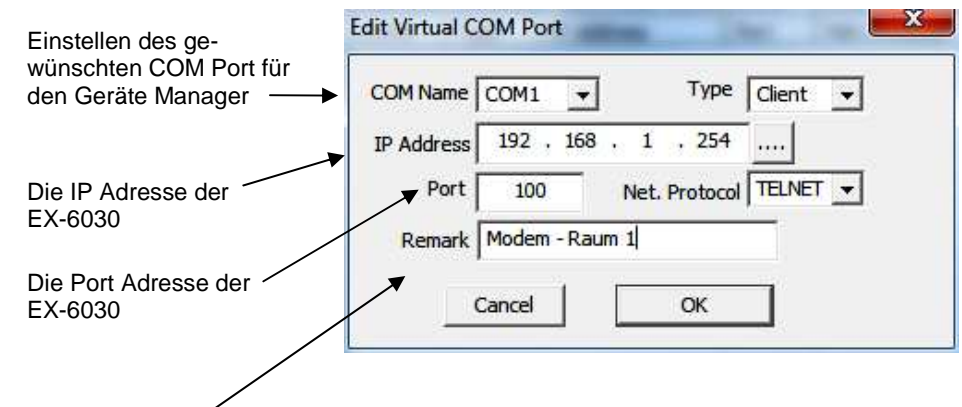 Einstellen des ge-
wünschten COM Port für
den Geräte Manager
Die IP Adresse der
EX-6030
Die Port Adresse der
EX-6030
Edit Virtual COM Port
COM Name COM1 Type Client
IP Address 192 . 168 . 1 . 254 ....
Port 100 Net. Protocol TELNET
Remark Modem - Raum 1
Cancel OK